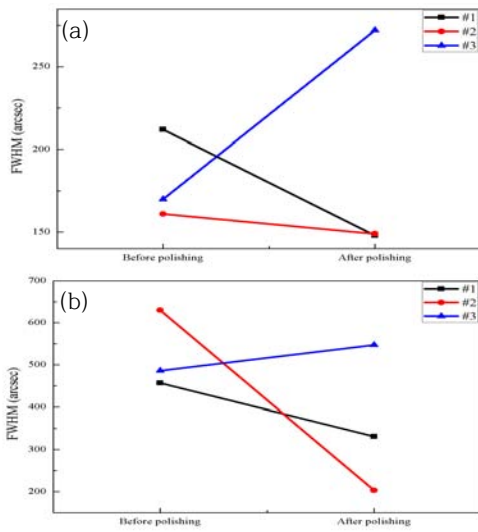 (a)
#1
#2
#3
FWHM (arcsec)
250
200
150
Before polishing
After polishing
(b)
#1
#2
#3
FWHM (arcsec)
700
600
500
400
300
200
Before polishing
After polishing